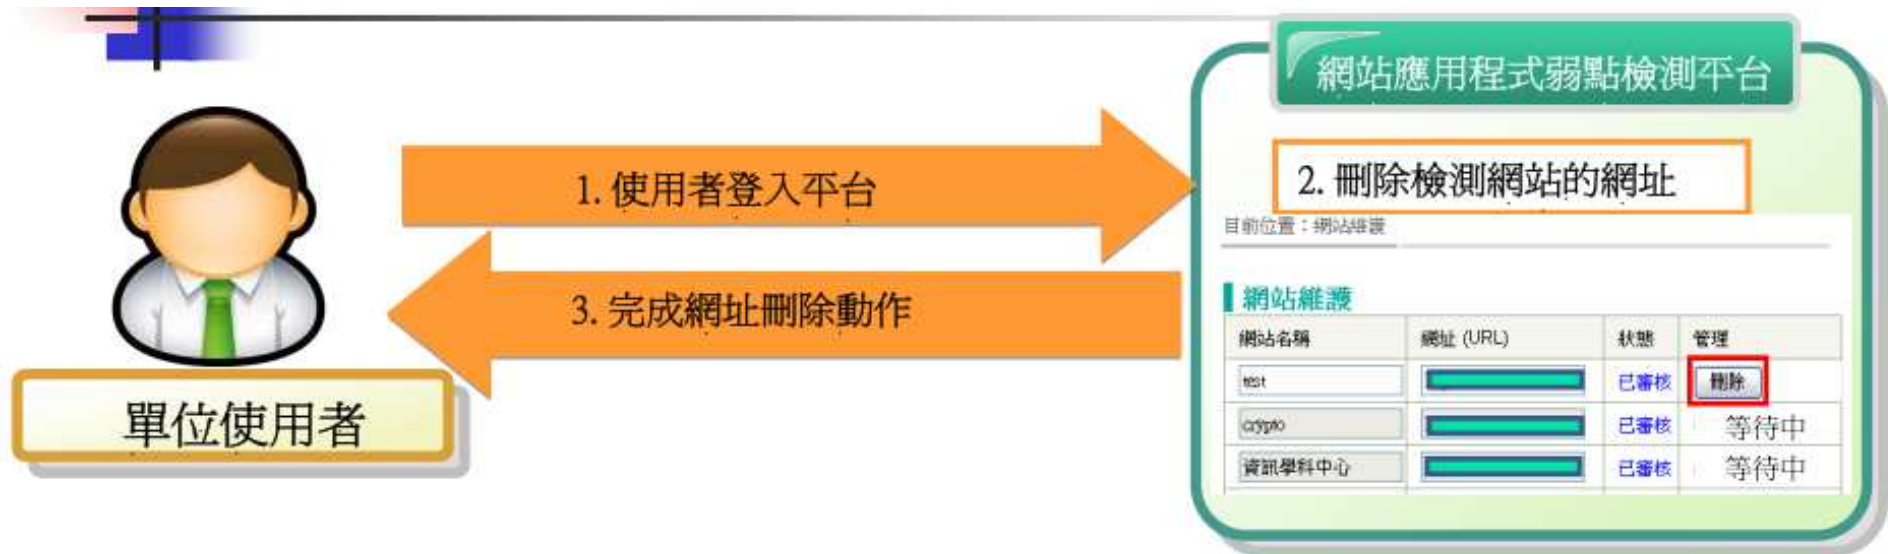 網站應用程式弱點檢測平台
1. 使用者登入平台
2. 刪除檢測網站的網址
目前位置：網站維護
3. 完成網址刪除動作
網站維護
網站名稱 網址 (URL) 狀態 管理
test 已審核 刪除
crypto 已審核 等待中
資訊學科中心 已審核 等待中
單位使用者